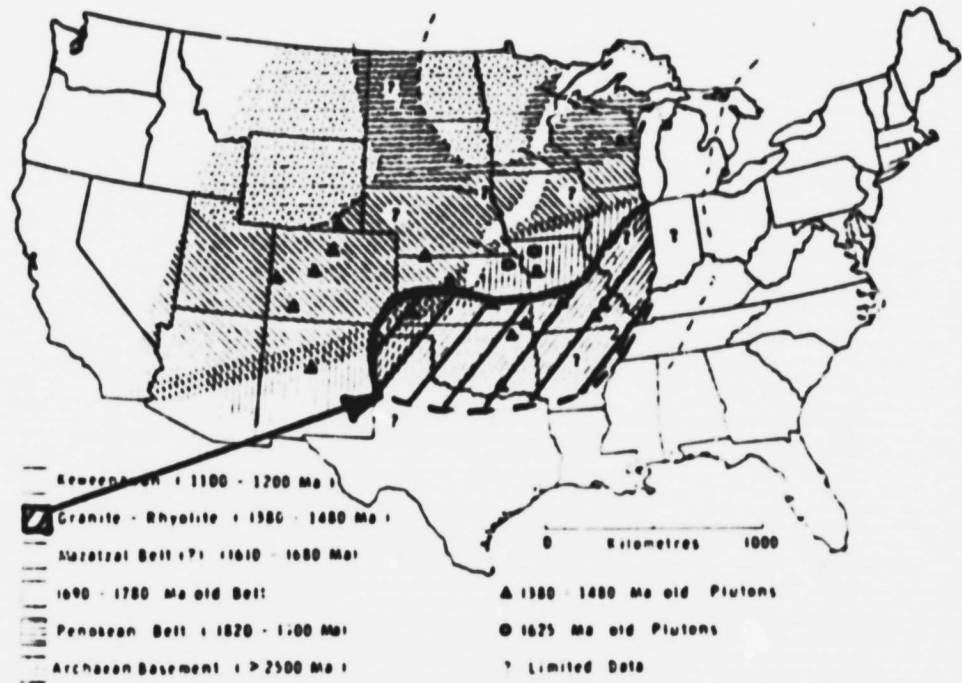 ? ? ? ? ? ? ? ?
Keweenawan ( 1100 - 1200 Ma )
Granite - Rhyolite ( 1380 - 1480 Ma )
Mazatzal Belt (?) (1610 - 1680 Ma)
1690 - 1780 Ma old Belt
Penokean Belt ( 1820 -
Archaean Basement ( > 2500 Ma )
0 Kilometres 1000
▲ 1380 - 1480 Ma old Plutons
1625 Ma old Plutons
? Limited Data